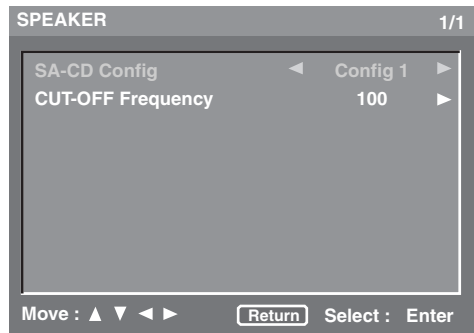 SPEAKER 1/1
SA-CD Config ◄ Config 1 ►
CUT-OFF Frequency 100 ►
Move : ▲ ▼ ◄ ► Return Select : Enter